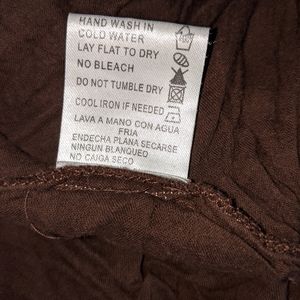 HAND WASH IN
COLD WATER
LAY FLAT TO DRY
NO BLEACH
DO NOT TUMBLE DRY
COOL IRON IF NEEDED
LAVA A MANO CON AGUA
FRIA
ENDECHA PLANA SECARSE
NINGUN BLANQUEO
NO CAIGA SECO